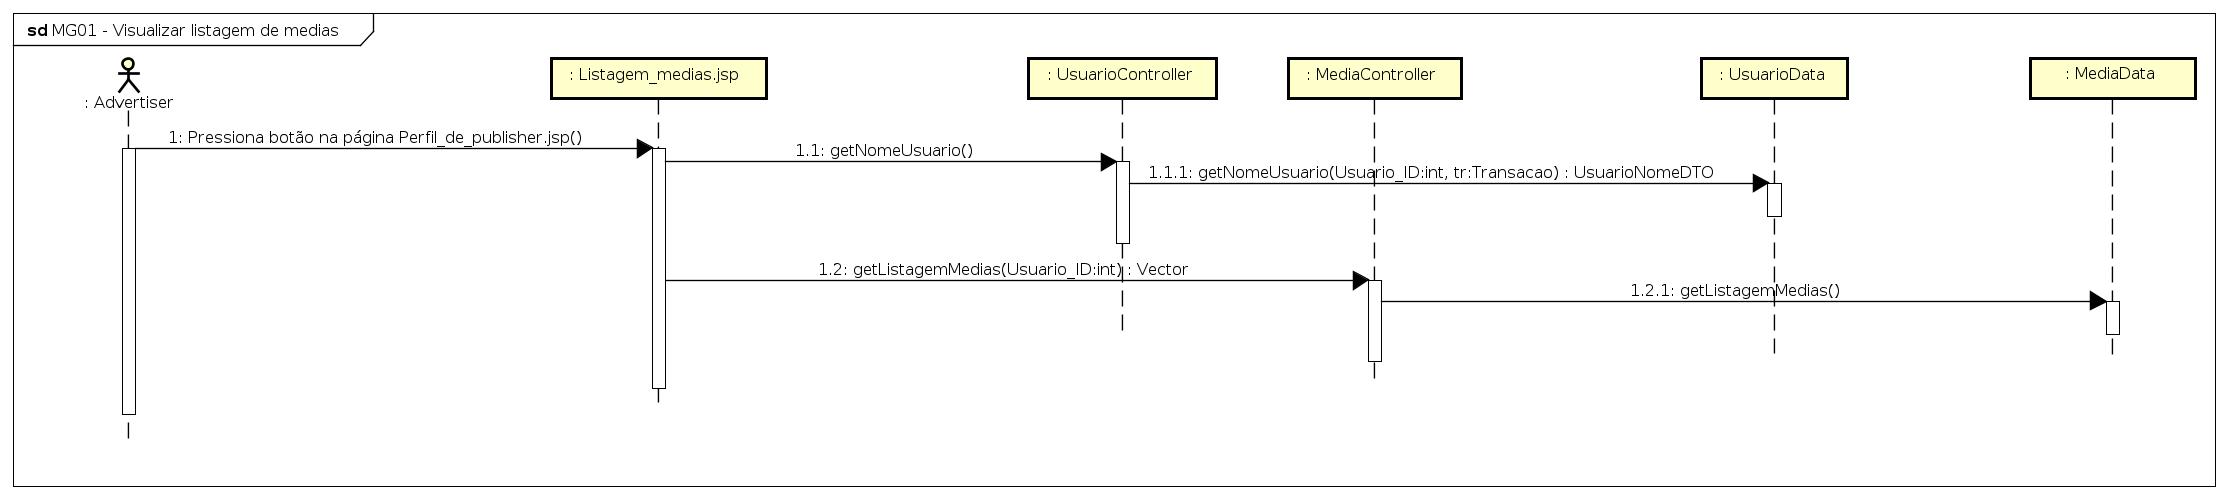 sd MG01 - Visualizar listagem de medias
: Advertiser
: Listagem_medias.jsp
: UsuarioController
: MediaController
: UsuarioData
: MediaData
1: Pressiona botão na página Perfil_de_publisher.jsp()
1.1: getNomeUsuario()
1.1.1: getNomeUsuario(Usuario_ID:int, tr:Transacao) : UsuarioNomeDTO
1.2: getListagemMedias(Usuario_ID:int) : Vector
1.2.1: getListagemMedias()